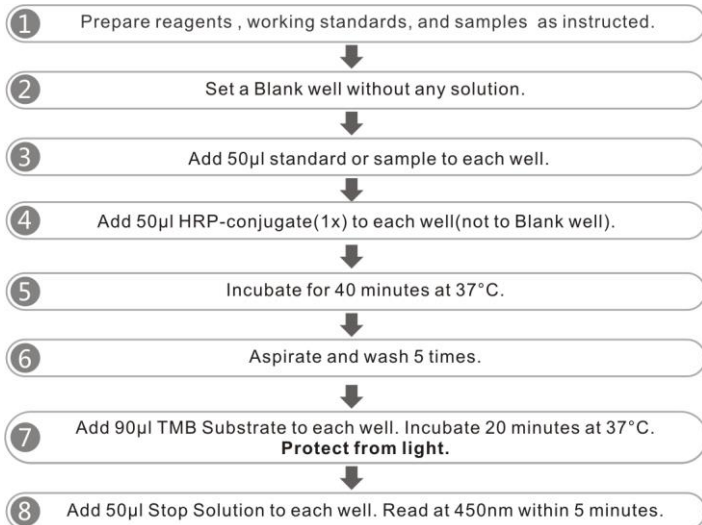 1 Prepare reagents , working standards, and samples as instructed.
2 Set a Blank well without any solution.
3 Add 50µl standard or sample to each well.
4 Add 50µl HRP-conjugate(1x) to each well(not to Blank well).
5 Incubate for 40 minutes at 37°C.
6 Aspirate and wash 5 times.
7 Add 90µl TMB Substrate to each well. Incubate 20 minutes at 37°C.
Protect from light.
8 Add 50µl Stop Solution to each well. Read at 450nm within 5 minutes.